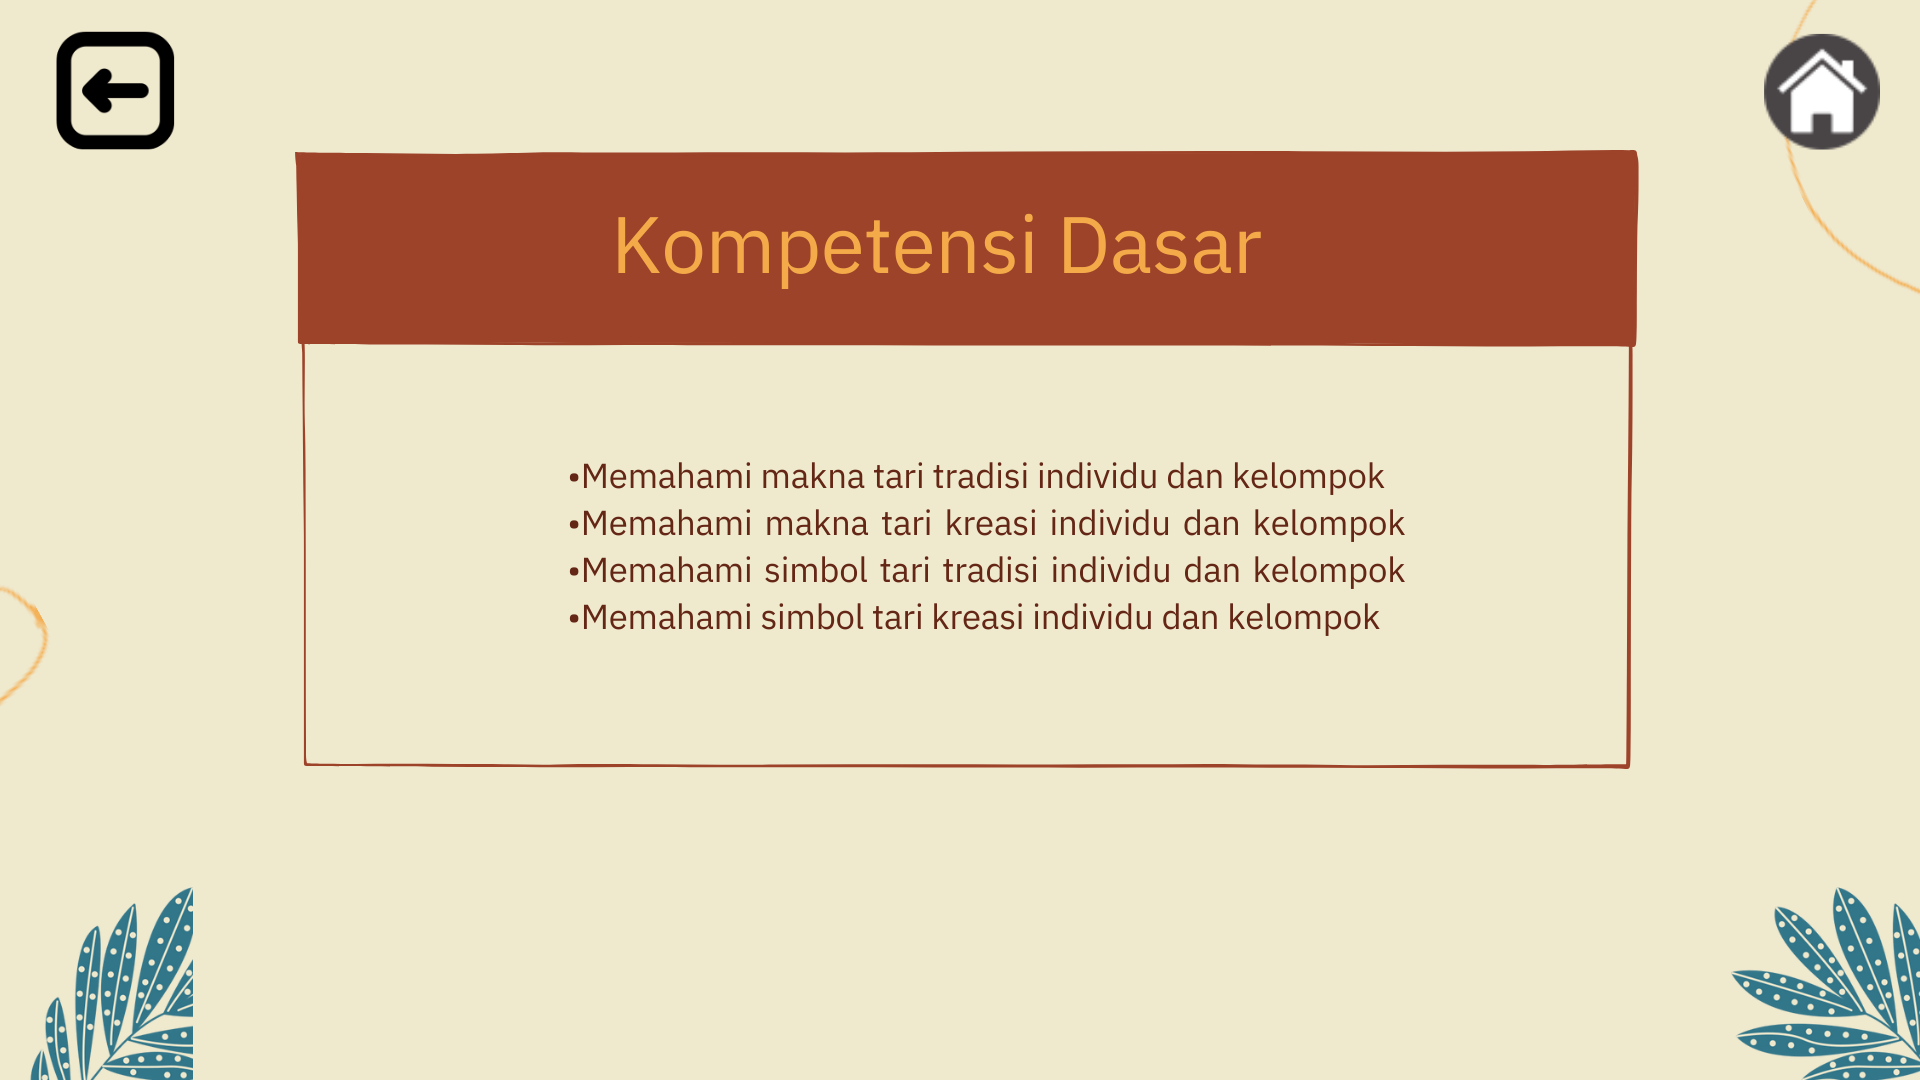 Kompetensi Dasar
•Memahami makna tari tradisi individu dan kelompok
•Memahami makna tari kreasi individu dan kelompok
•Memahami simbol tari tradisi individu dan kelompok
•Memahami simbol tari kreasi individu dan kelompok